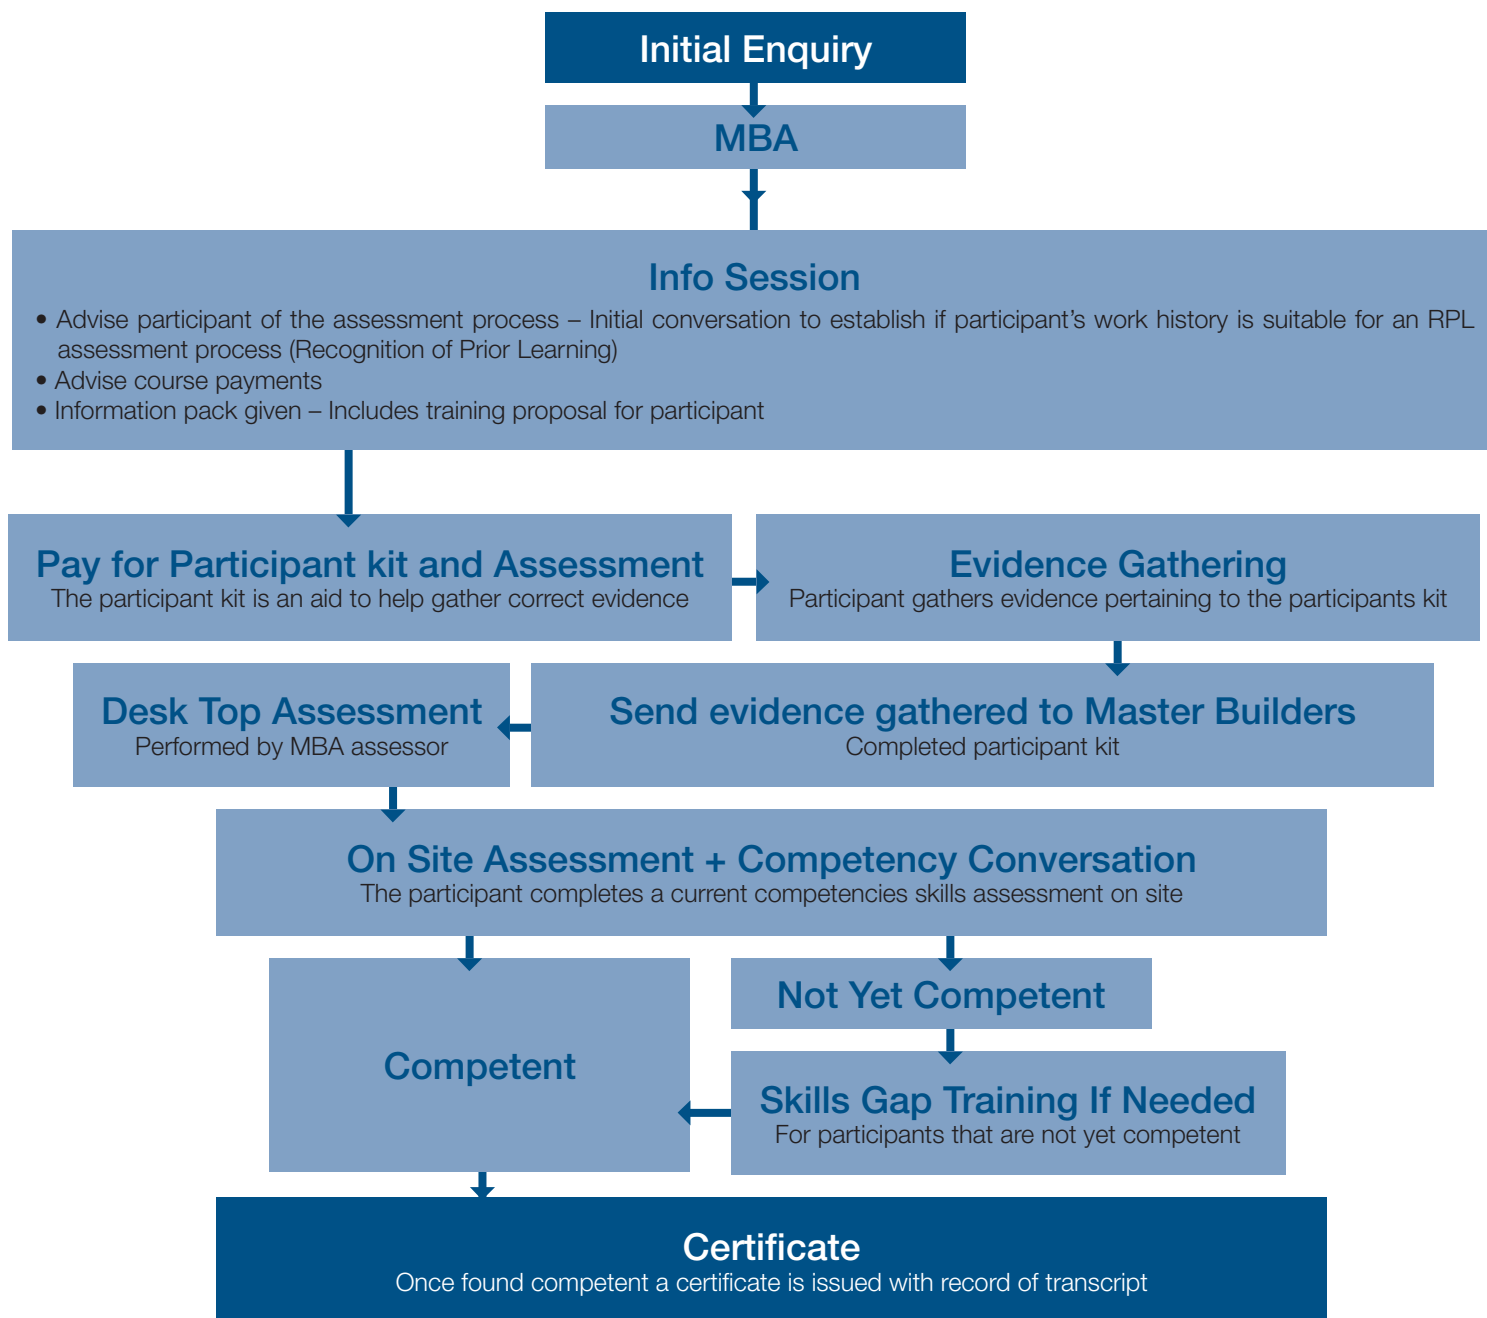 Initial Enquiry
MBA
Info Session
• Advise participant of the assessment process – Initial conversation to establish if participant’s work history is suitable for an RPL
assessment process (Recognition of Prior Learning)
• Advise course payments
• Information pack given – Includes training proposal for participant
Pay for Participant kit and Assessment
The participant kit is an aid to help gather correct evidence
Evidence Gathering
Participant gathers evidence pertaining to the participants kit
Send evidence gathered to Master Builders
Completed participant kit
Desk Top Assessment
Performed by MBA assessor
On Site Assessment + Competency Conversation
The participant completes a current competencies skills assessment on site
Competent
Not Yet Competent
Skills Gap Training If Needed
For participants that are not yet competent
Certificate
Once found competent a certificate is issued with record of transcript